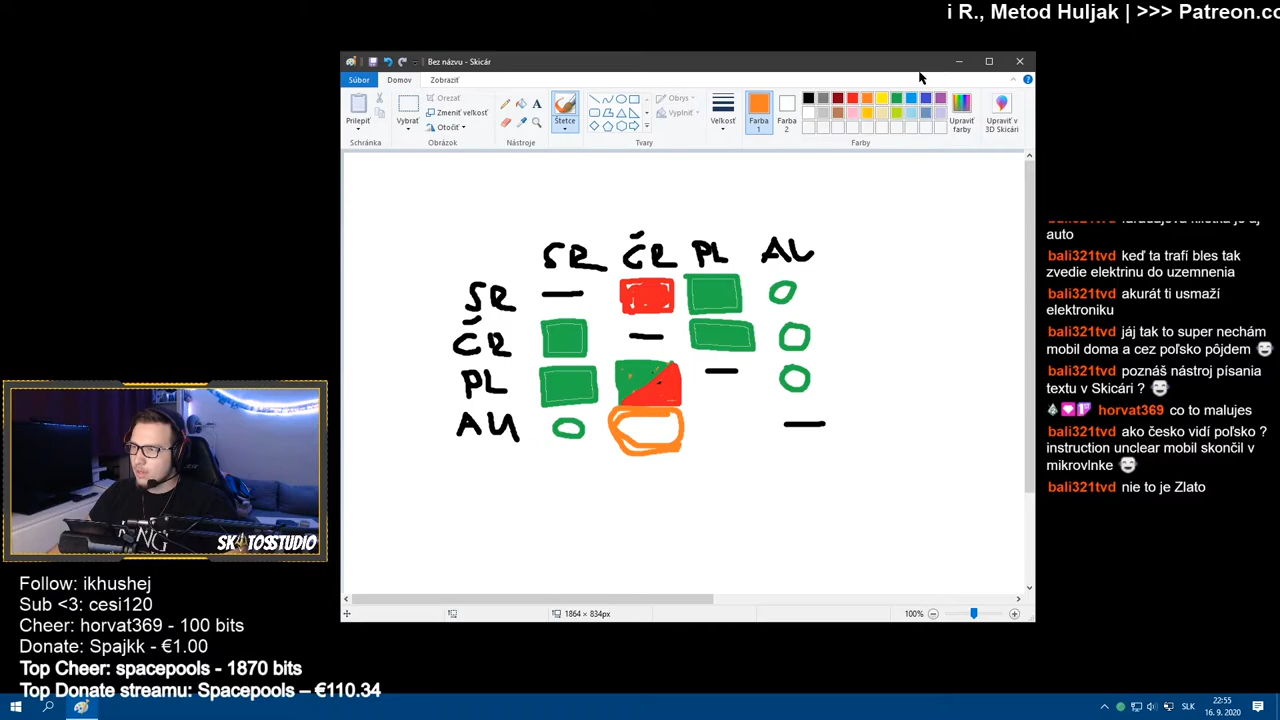 i R., Metod Huljak | >>> Patreon.co
Bez názvu - Skicár
Súbor
Domov
Zobraziť
Prilepiť
Vybrať
Orezať
Zmeniť veľkosť
Otočiť
Štetce
Obrys
Vyplniť
Veľkosť
Farba 1
Farba 2
Upraviť farby
Upraviť v 3D Skicári
Schránka
Obrázok
Nástroje
Tvary
Farby
SR ČR PL AU
SR
ČR
PL
AU
100%
1864 × 834px
auto
bali321tvd keď ta trafí bles tak
zvedie elektrinu do uzemnenia
bali321tvd akurát ti usmaží
elektroniku
bali321tvd jáj tak to super nechám
mobil doma a cez poľsko pôjdem
bali321tvd poznáš nástroj písania
textu v Skicári ?
horvat369 co to malujes
bali321tvd ako česko vidí poľsko ?
instruction unclear mobil skončil v
mikrovlnke
bali321tvd nie to je Zlato
SK TOSSTUDIO
Follow: ikhushej
Sub <3: cesi120
Cheer: horvat369 - 100 bits
Donate: Spajkk - €1.00
Top Cheer: spacepools - 1870 bits
Top Donate streamu: Spacepools – €110.34
SLK
22:55
16. 9. 2020